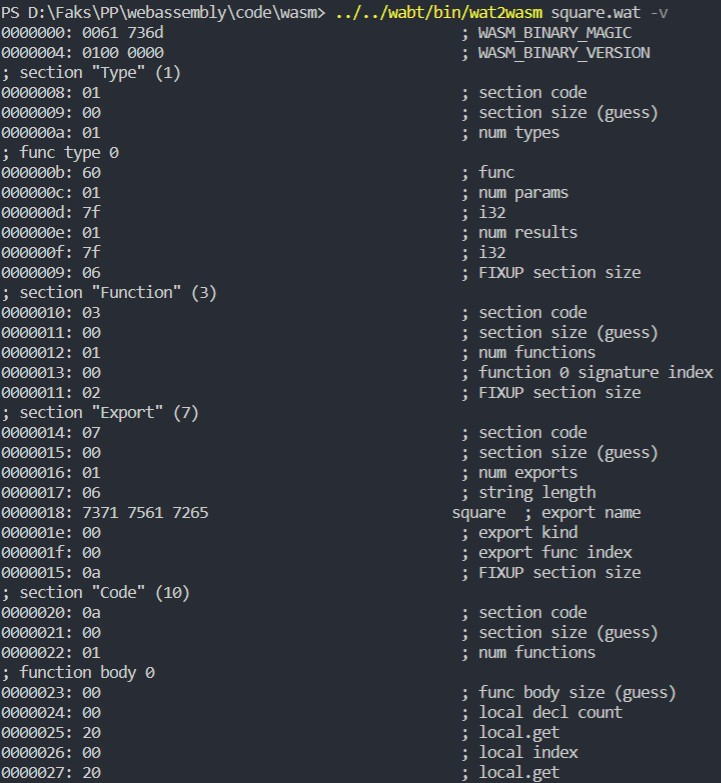 PS D:\Faks\PP\webassembly\code\wasm> ../../wabt/bin/wat2wasm square.wat -v
0000000: 0061 736d ; WASM_BINARY_MAGIC
0000004: 0100 0000 ; WASM_BINARY_VERSION
; section "Type" (1)
0000008: 01 ; section code
0000009: 00 ; section size (guess)
000000a: 01 ; num types
; func type 0
000000b: 60 ; func
000000c: 01 ; num params
000000d: 7f ; i32
000000e: 01 ; num results
000000f: 7f ; i32
0000009: 06 ; FIXUP section size
; section "Function" (3)
0000010: 03 ; section code
0000011: 00 ; section size (guess)
0000012: 01 ; num functions
0000013: 00 ; function 0 signature index
0000011: 02 ; FIXUP section size
; section "Export" (7)
0000014: 07 ; section code
0000015: 00 ; section size (guess)
0000016: 01 ; num exports
0000017: 06 ; string length
0000018: 7371 7561 7265 square ; export name
000001e: 00 ; export kind
000001f: 00 ; export func index
0000015: 0a ; FIXUP section size
; section "Code" (10)
0000020: 0a ; section code
0000021: 00 ; section size (guess)
0000022: 01 ; num functions
; function body 0
0000023: 00 ; func body size (guess)
0000024: 00 ; local decl count
0000025: 20 ; local.get
0000026: 00 ; local index
0000027: 20 ; local.get